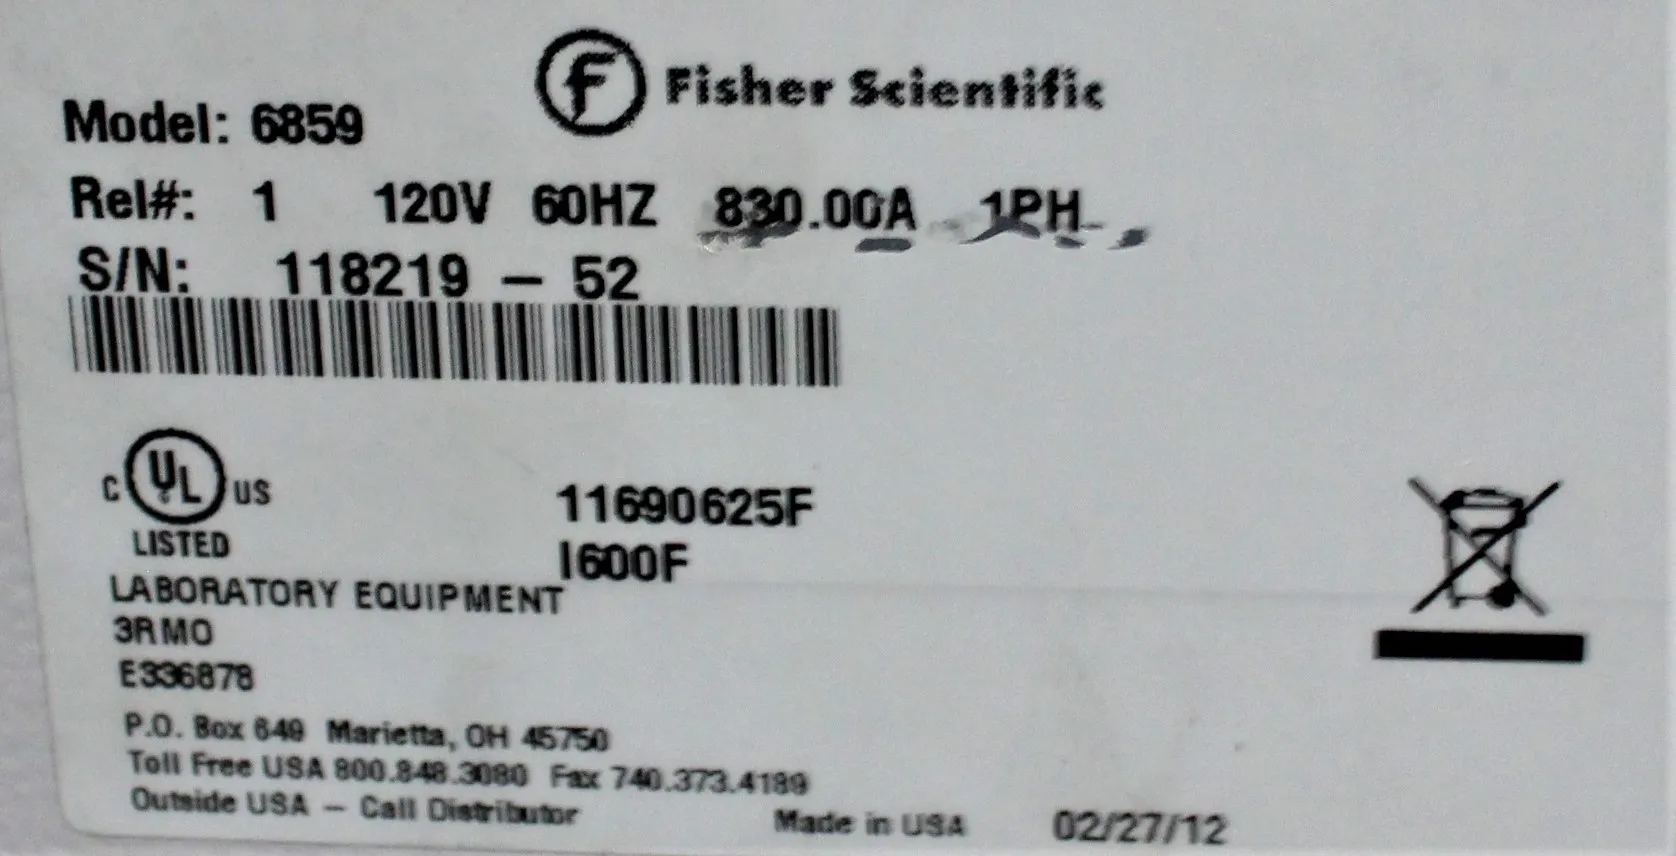 Fisher Scientific
Model: 6859
Rel#: 1 120V 60HZ 830.00A 1PH
S/N: 118219 – 52
C UL US
LISTED
11690625F
I600F
LABORATORY EQUIPMENT
3RMO
E336878
P.O. Box 649 Marietta, OH 45750
Toll Free USA 800.848.3080 Fax 740.373.4189
Outside USA – Call Distributor
Made in USA 02/27/12